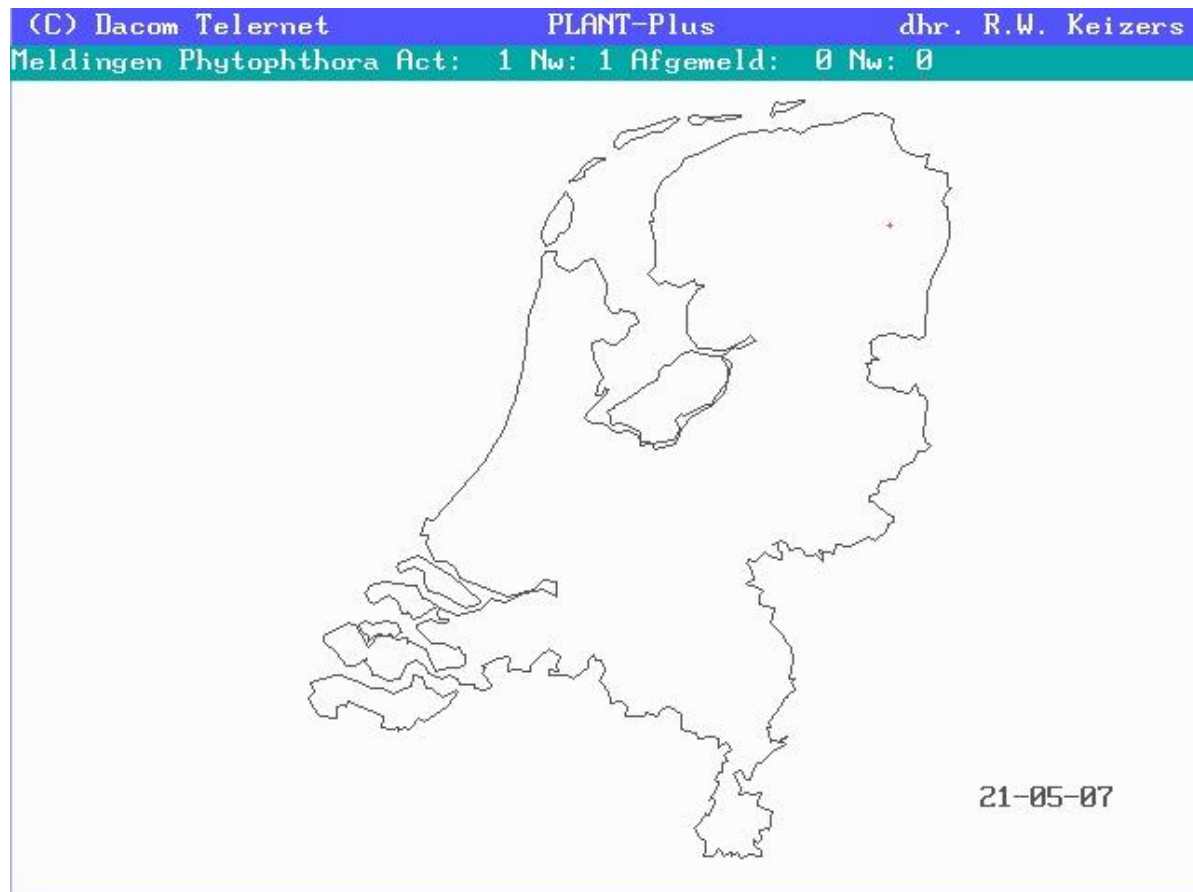 (C) Dacom Telernet PLANT-Plus dhr. R.W. Keizers
Meldingen Phytophthora Act: 1 Nw: 1 Afgemeld: 0 Nw: 0
21-05-07